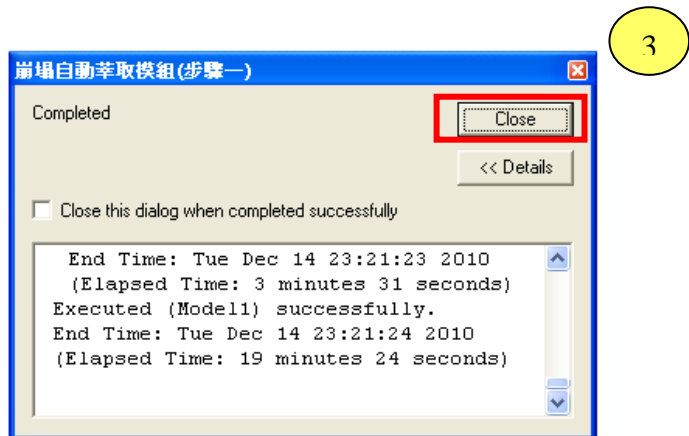 3
崩塌自動萃取模組(步驟一)
Completed
Close
<< Details
Close this dialog when completed successfully
End Time: Tue Dec 14 23:21:23 2010
(Elapsed Time: 3 minutes 31 seconds)
Executed (Model1) successfully.
End Time: Tue Dec 14 23:21:24 2010
(Elapsed Time: 19 minutes 24 seconds)